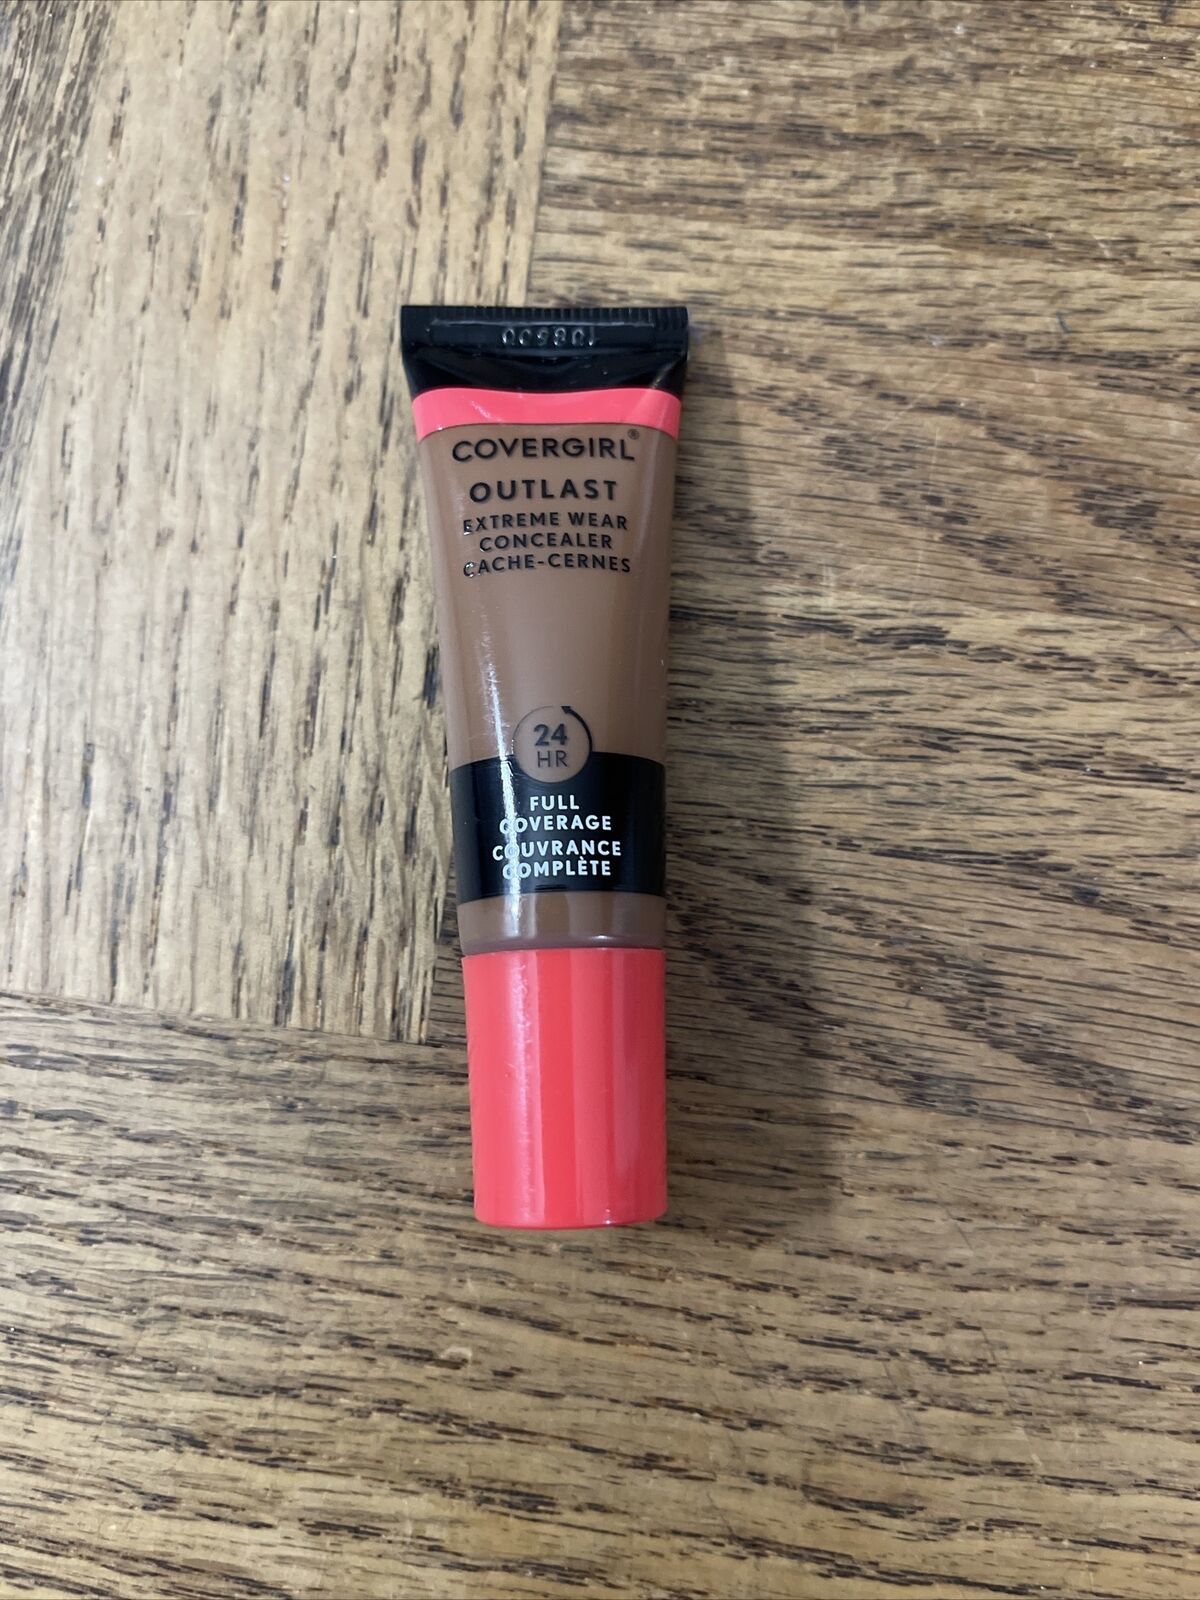 COVERGIRL®
OUTLAST
EXTREME WEAR
CONCEALER
CACHE-CERNES
24
HR
FULL
COVERAGE
COUVRANCE
COMPLÈTE